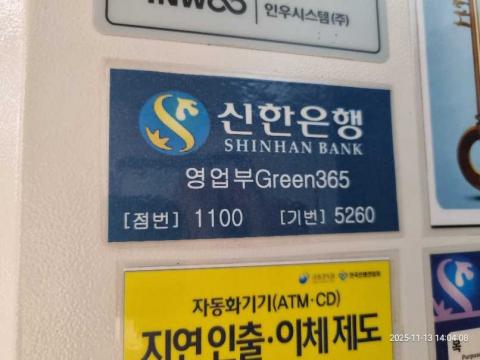 INWOO
인우시스템(주)
신한은행
SHINHAN BANK
영업부Green365
[점번] 1100 [기번] 5260
자동화기기(ATM·CD)
지연인출·이체제도
2025-11-13 14:04:08